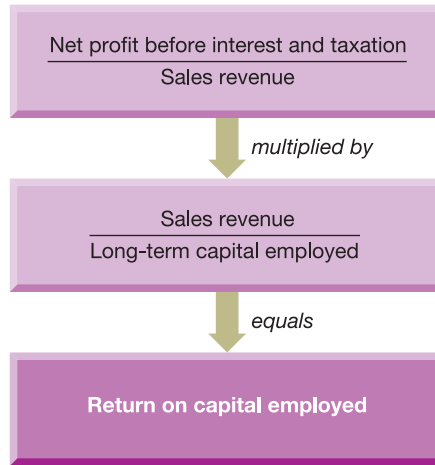 Net profit before interest and taxation
Sales revenue
multiplied by
Sales revenue
Long-term capital employed
equals
Return on capital employed